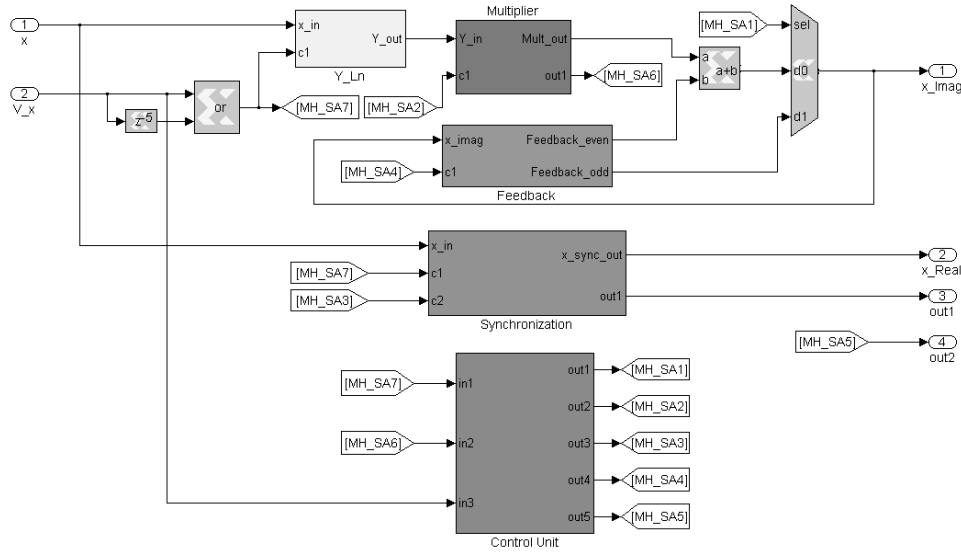 Multiplier
1
x
x_in
Y_out
c1
Y_Ln
Y_in
Mult_out
c1
out1
[MH_SA6]
[MH_SA1]
sel
d0
d1
a
b
a+b
1
x_Imag
2
V_x
z-5
or
[MH_SA7]
[MH_SA2]
x_imag
Feedback_even
[MH_SA4]
c1
Feedback_odd
Feedback
x_in
x_sync_out
2
x_Real
[MH_SA7]
c1
[MH_SA3]
c2
out1
3
out1
Synchronization
[MH_SA5]
4
out2
[MH_SA7]
in1
out1
[MH_SA1]
out2
[MH_SA2]
[MH_SA6]
in2
out3
[MH_SA3]
out4
[MH_SA4]
in3
out5
[MH_SA5]
Control Unit